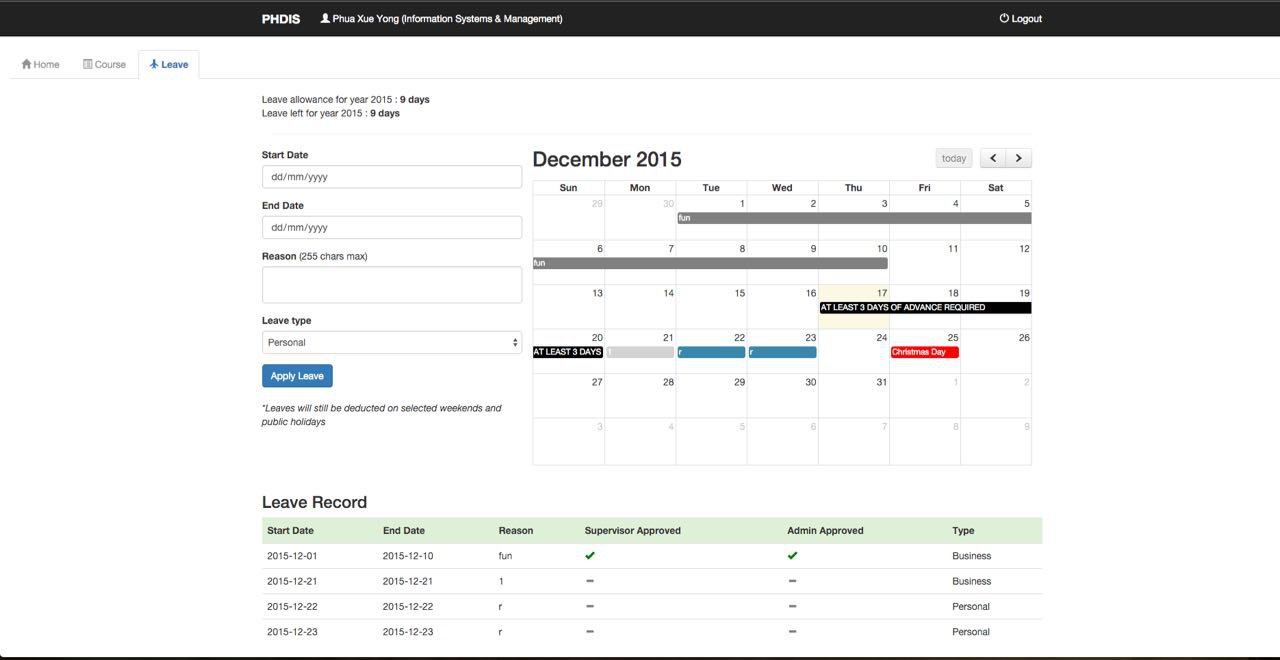 PHDIS Phua Xue Yong (Information Systems & Management) Logout
Home Course Leave
Leave allowance for year 2015 : 9 days
Leave left for year 2015 : 9 days
Start Date
dd/mm/yyyy
End Date
dd/mm/yyyy
Reason (255 chars max)
Leave type
Personal
Apply Leave
*Leaves will still be deducted on selected weekends and
public holidays
December 2015 today
Sun Mon Tue Wed Thu Fri Sat
29 30 1 2 3 4 5
fun
6 7 8 9 10 11 12
fun
13 14 15 16 17 18 19
AT LEAST 3 DAYS OF ADVANCE REQUIRED
20 21 22 23 24 25 26
AT LEAST 3 DAYS 1 r r Christmas Day
27 28 29 30 31 1 2
3 4 5 6 7 8 9
Leave Record
Start Date End Date Reason Supervisor Approved Admin Approved Type
2015-12-01 2015-12-10 fun Business
2015-12-21 2015-12-21 1 Business
2015-12-22 2015-12-22 r Personal
2015-12-23 2015-12-23 r Personal